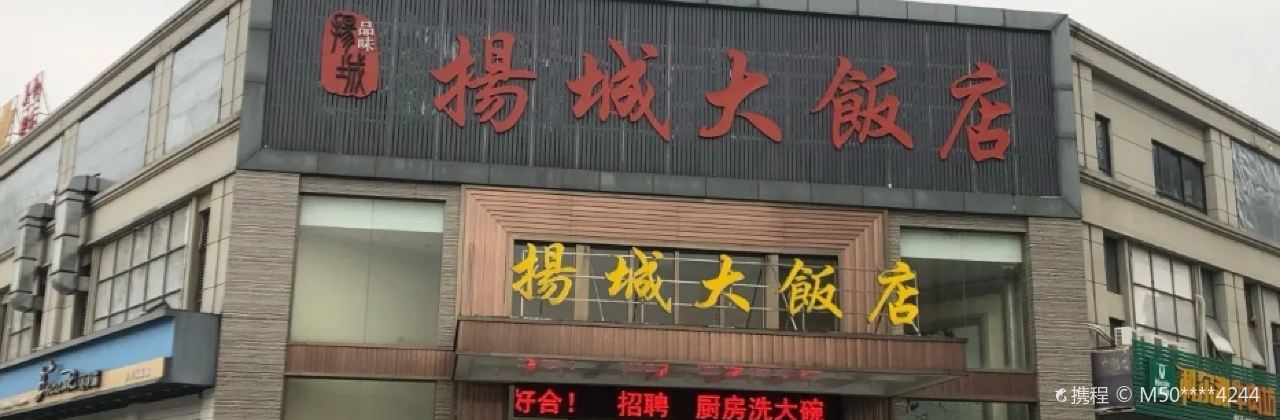 品味
揚城
揚城大飯店
揚城大飯店
好合！ 招聘 厨房洗大碗
携程 © M50****4244